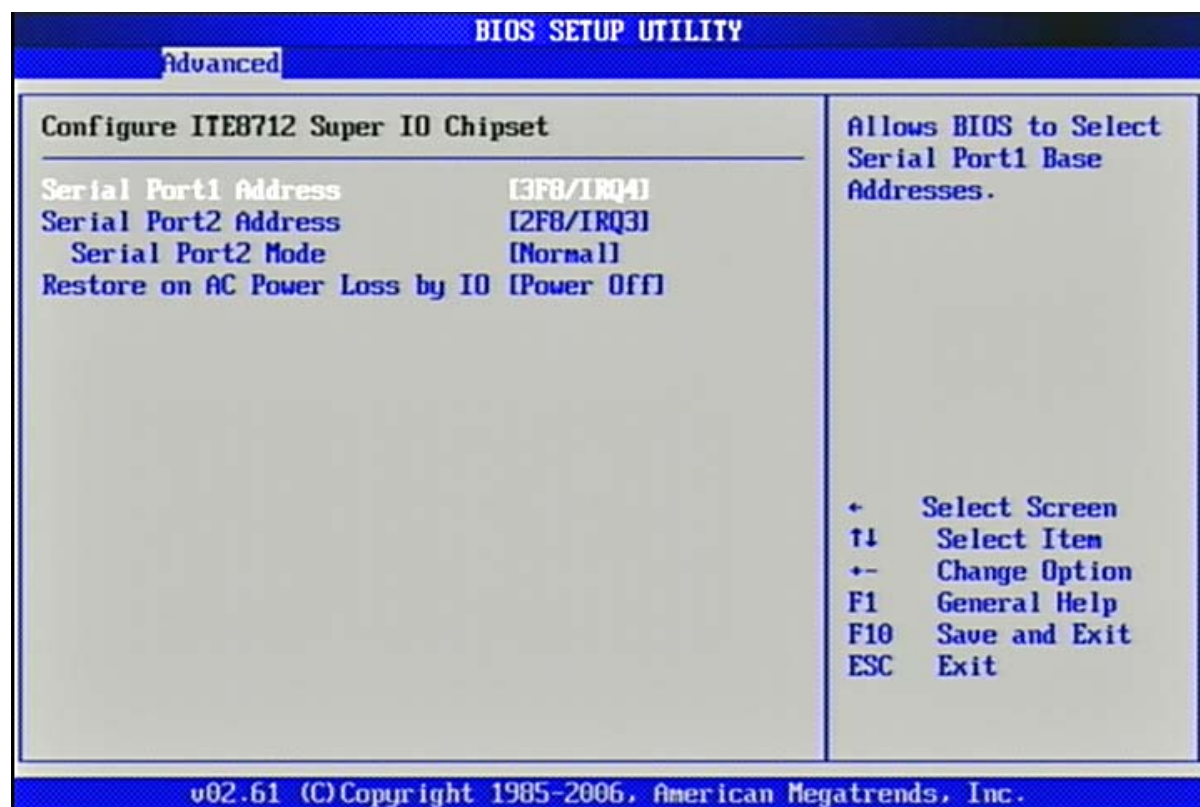 BIOS SETUP UTILITY
Advanced
Configure ITE8712 Super IO Chipset
Serial Port1 Address [3F8/IRQ4]
Serial Port2 Address [2F8/IRQ3]
Serial Port2 Mode [Normal]
Restore on AC Power Loss by IO [Power Off]
Allows BIOS to Select
Serial Port1 Base
Addresses.
← Select Screen
↑↓ Select Item
+- Change Option
F1 General Help
F10 Save and Exit
ESC Exit
v02.61 (C)Copyright 1985-2006, American Megatrends, Inc.